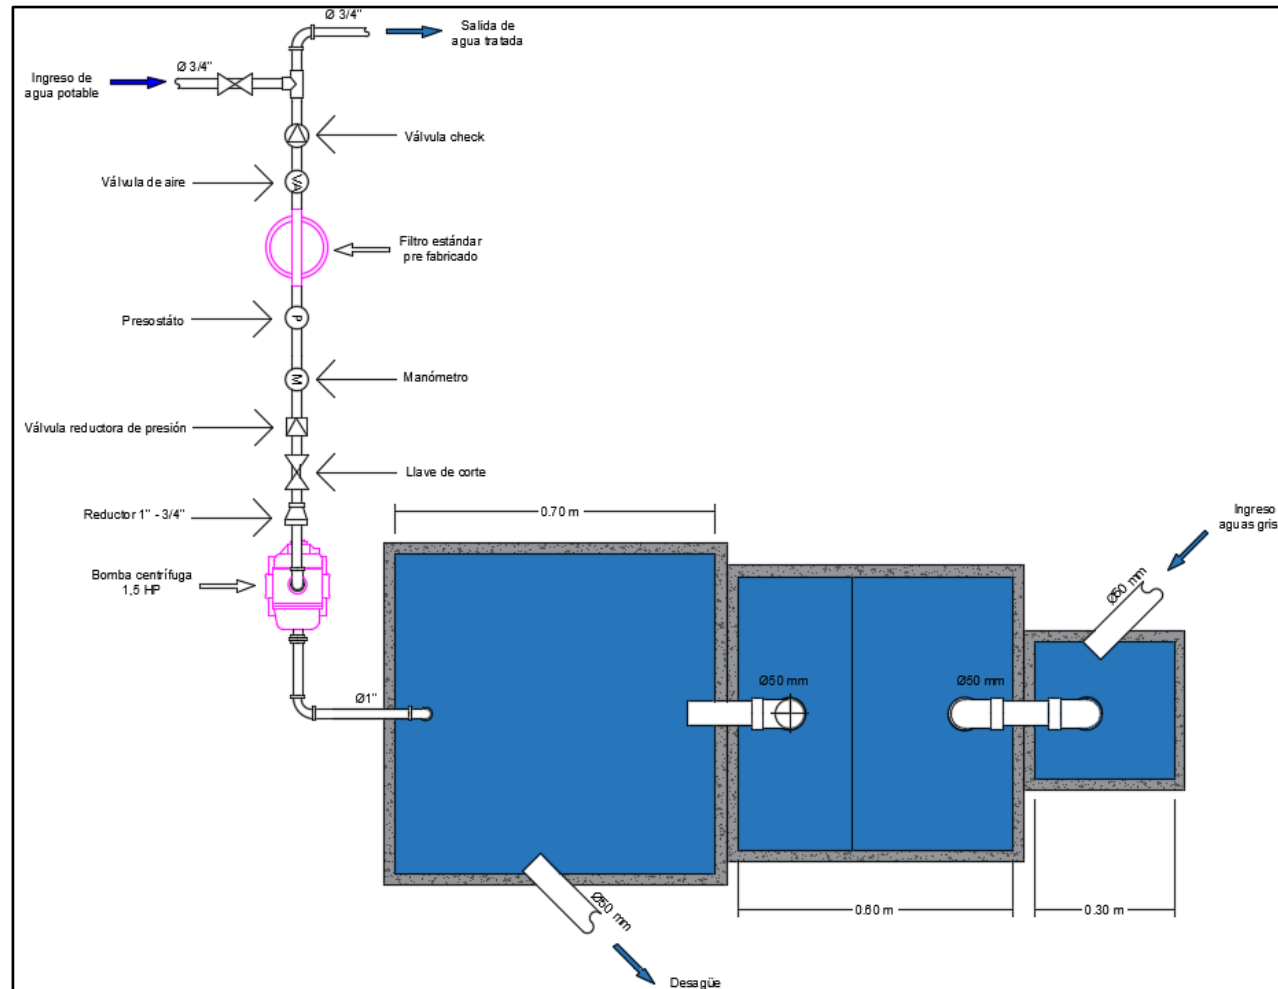 Ø 3/4"
Salida de
agua tratada
Ø 3/4"
Ingreso de
agua potable
Válvula check
VA
Válvula de aire
Filtro estándar
pre fabricado
P
Presostáto
M
Manómetro
Válvula reductora de presión
Llave de corte
Reductor 1" - 3/4"
0.70 m
Ingreso
aguas gris
Bomba centrífuga
1,5 HP
Ø50 mm
Ø50 mm
Ø50 mm
Ø1"
Ø50 mm
0.60 m
0.30 m
Desagüe